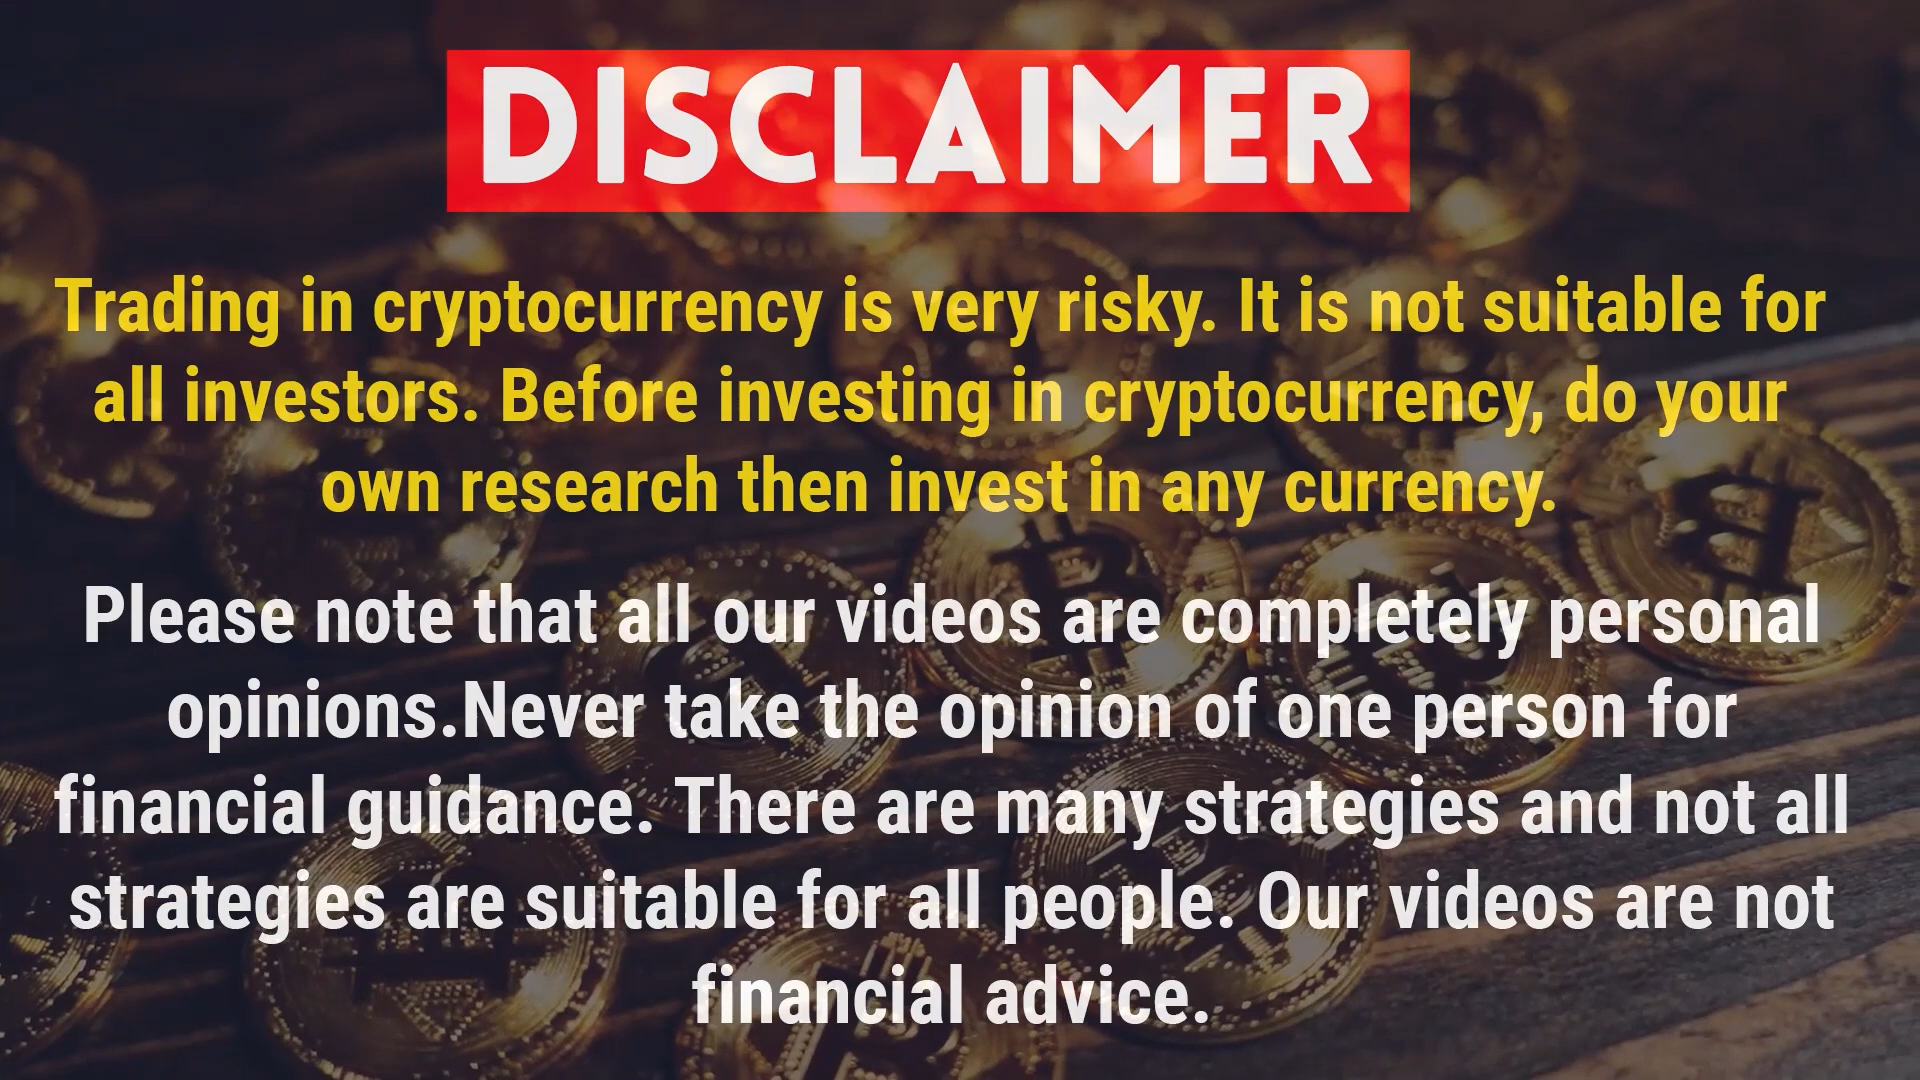 DISCLAIMER
Trading in cryptocurrency is very risky. It is not suitable for
all investors. Before investing in cryptocurrency, do your
own research then invest in any currency.
Please note that all our videos are completely personal
opinions.Never take the opinion of one person for
financial guidance. There are many strategies and not all
strategies are suitable for all people. Our videos are not
financial advice.